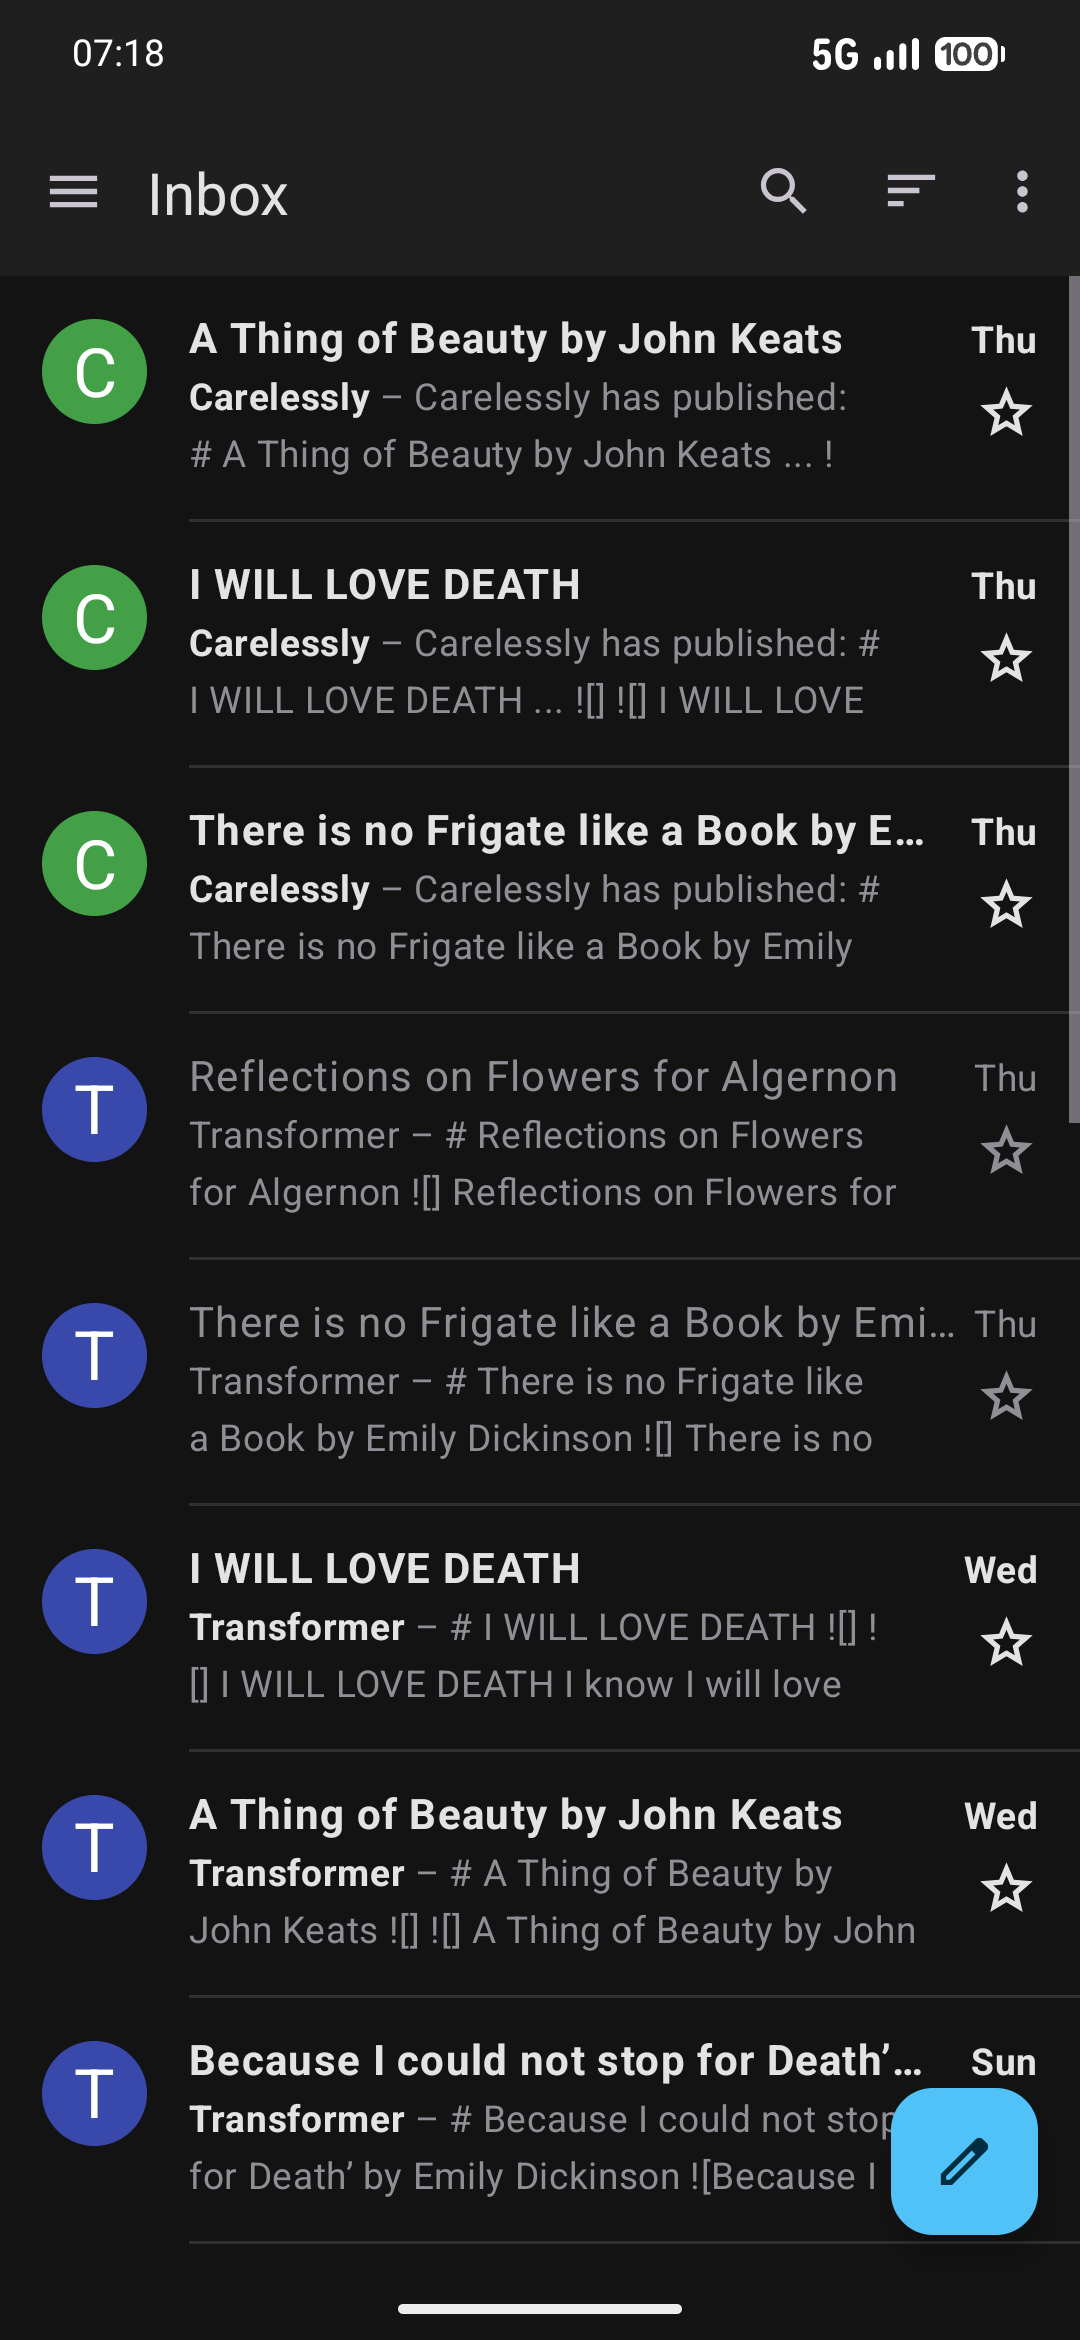 07:18
5G 100
Inbox
C
A Thing of Beauty by John Keats
Thu
Carelessly – Carelessly has published:
# A Thing of Beauty by John Keats ... !
C
I WILL LOVE DEATH
Thu
Carelessly – Carelessly has published: #
I WILL LOVE DEATH ... ![] ![] I WILL LOVE
C
There is no Frigate like a Book by E…
Thu
Carelessly – Carelessly has published: #
There is no Frigate like a Book by Emily
T
Reflections on Flowers for Algernon
Thu
Transformer – # Reflections on Flowers
for Algernon ![] Reflections on Flowers for
T
There is no Frigate like a Book by Emi…
Thu
Transformer – # There is no Frigate like
a Book by Emily Dickinson ![] There is no
T
I WILL LOVE DEATH
Wed
Transformer – # I WILL LOVE DEATH ![] !
[] I WILL LOVE DEATH I know I will love
T
A Thing of Beauty by John Keats
Wed
Transformer – # A Thing of Beauty by
John Keats ![] ![] A Thing of Beauty by John
T
Because I could not stop for Death’…
Sun
Transformer – # Because I could not stop
for Death’ by Emily Dickinson ![Because I